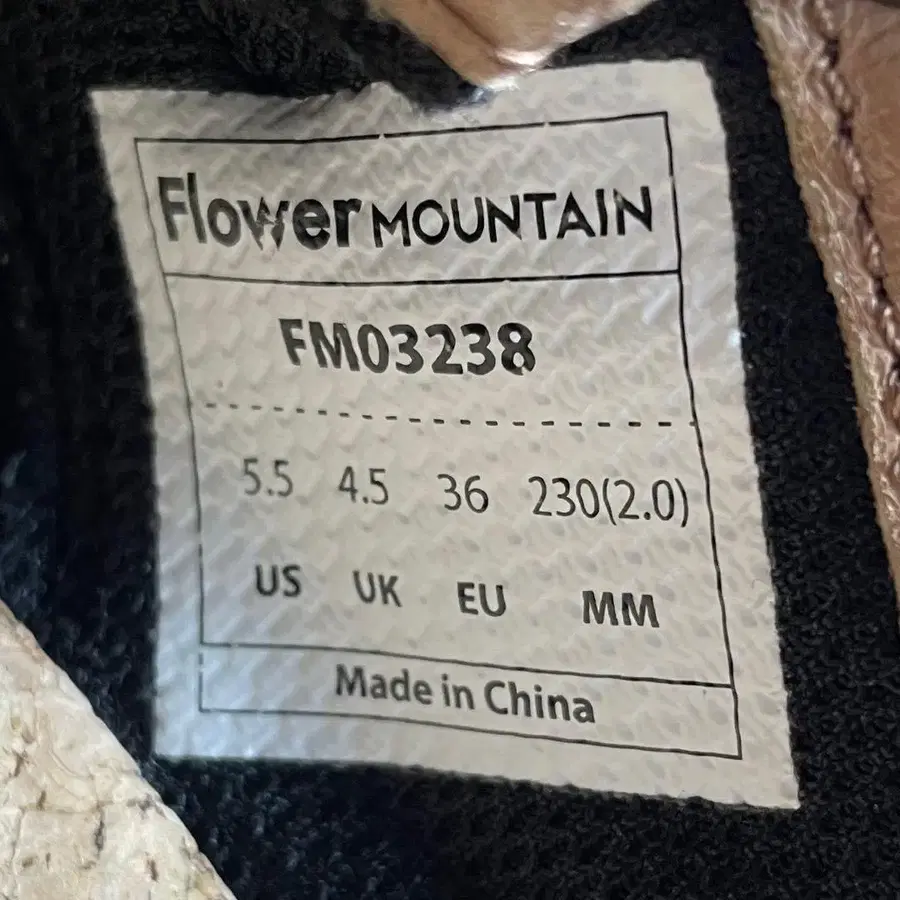 Flower MOUNTAIN
FM03238
5.5 4.5 36 230(2.0)
US UK EU MM
Made in China